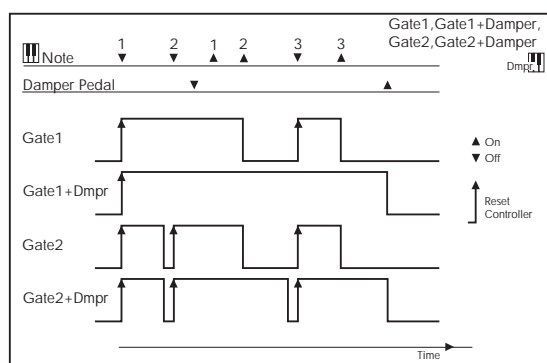 Gate1,Gate1+Damper,
Gate2,Gate2+Damper
Dmpr
1 2 1 2 3 3
Note
Damper Pedal
Gate1
▲ On
▼ Off
Gate1+Dmpr
Reset
Controller
Gate2
Gate2+Dmpr
Time